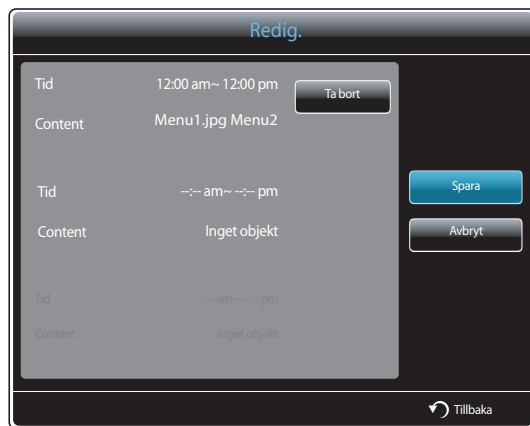 Redig.
Tid 12:00 am~ 12:00 pm
Ta bort
Content Menu1.jpg Menu2
Tid --:-- am~ --:-- pm
Spara
Content Inget objekt
Avbryt
Tid --:-- am~ --:-- pm
Content Inget objekt
Tillbaka